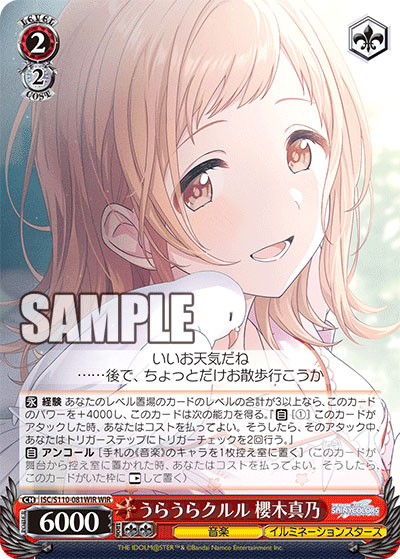 LEVEL
2
2
COST
SAMPLE
いいお天気だね
……後で、ちょっとだけお散歩行こうか
永 経験 あなたのレベル置場のカードのレベルの合計が3以上なら、このカード
のパワーを+4000し、このカードは次の能力を得る。『自 [(1)] このカードが
アタックした時、あなたはコストを払ってよい。そうしたら、そのアタック中、
あなたはトリガーステップにトリガーチェックを2回行う。』
自 アンコール [手札の《音楽》のキャラを1枚控え室に置く] (このカードが
舞台から控え室に置かれた時、あなたはコストを払ってよい。そうしたら、
このカードがいた枠に置く)
CH ISC/S110-081WIR WIR
6000
うらうらクルル 櫻木真乃
SHINYCOLORS
音楽
イルミネーションスターズ
THE IDOLM@STER™& ©Bandai Namco Entertainment Inc.